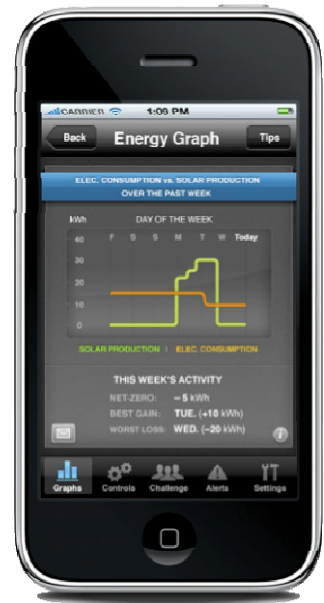 CARRIER 1:09 PM
Back Energy Graph Tips
ELEC. CONSUMPTION vs. SOLAR PRODUCTION
OVER THE PAST WEEK
kWh DAY OF THE WEEK
40 F S S M T W Today
30
20
10
0
SOLAR PRODUCTION | ELEC. CONSUMPTION
THIS WEEK'S ACTIVITY
NET-ZERO: – 5 kWh
BEST GAIN: TUE. (+10 kWh)
WORST LOSS: WED. (–20 kWh)
Graphs Controls Challenge Alerts Settings